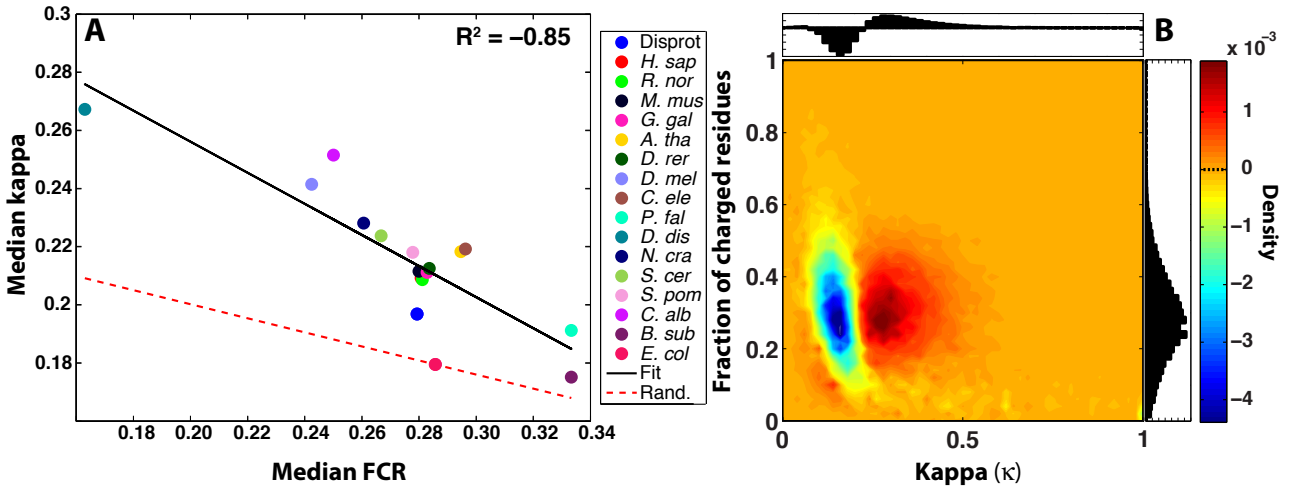 A
R² = −0.85
0.3
0.28
0.26
0.24
0.22
0.2
0.18
Median kappa
0.18
0.20
0.22
0.24
0.26
0.28
0.30
0.32
0.34
Median FCR
Disprot
H. sap
R. nor
M. mus
G. gal
A. tha
D. rer
D. mel
C. ele
P. fal
D. dis
N. cra
S. cer
S. pom
C. alb
B. sub
E. col
Fit
Rand.
B
1
0.8
0.6
0.4
0.2
0
Fraction of charged residues
0
0.5
1
Kappa (κ)
x 10⁻³
1
0
−1
−2
−3
−4
Density